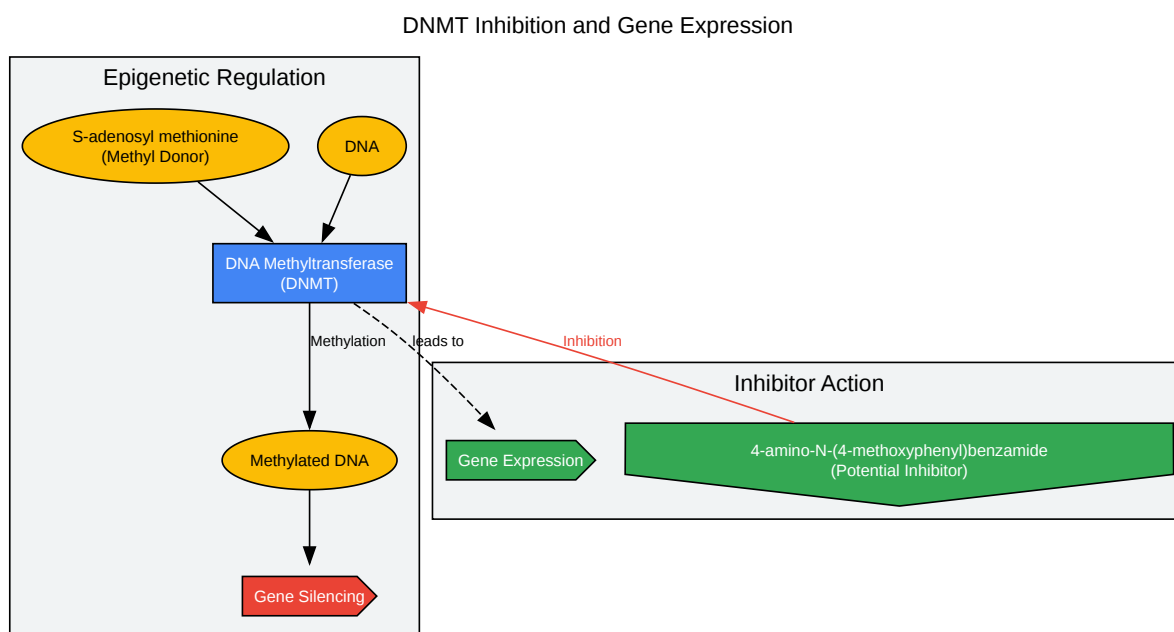 DNMT Inhibition and Gene Expression
Epigenetic Regulation
S-adenosyl methionine
(Methyl Donor)
DNA
DNA Methyltransferase
(DNMT)
Methylation
leads to
Inhibition
Inhibitor Action
Methylated DNA
Gene Expression
4-amino-N-(4-methoxyphenyl)benzamide
(Potential Inhibitor)
Gene Silencing